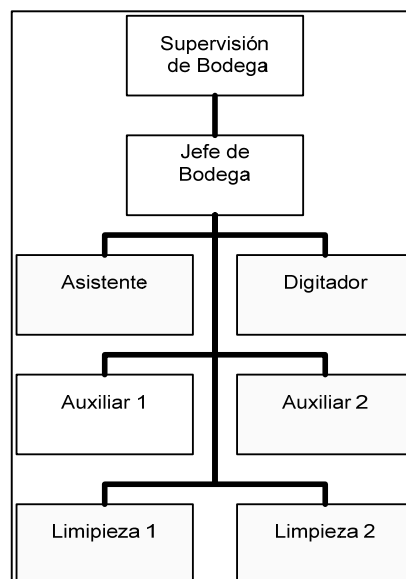 Supervisión
de Bodega
Jefe de
Bodega
Asistente
Digitador
Auxiliar 1
Auxiliar 2
Limipieza 1
Limpieza 2